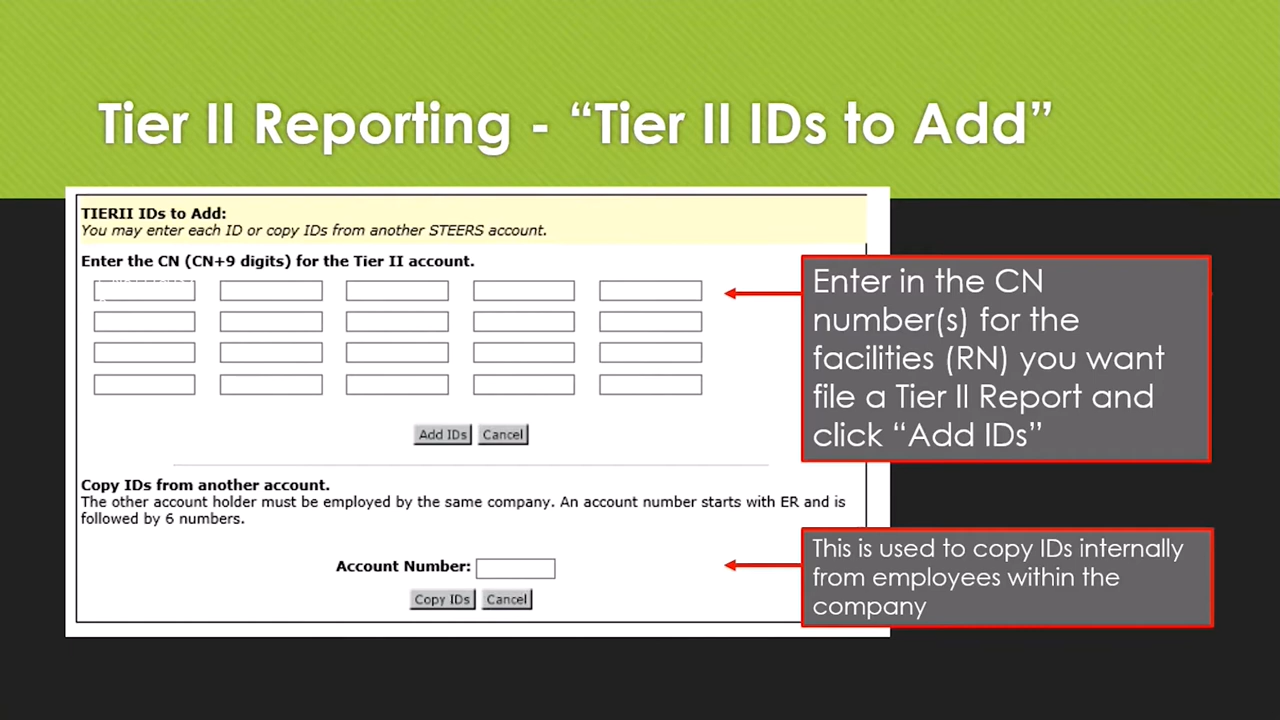 Tier II Reporting - “Tier II IDs to Add”
TIERII IDs to Add:
You may enter each ID or copy IDs from another STEERS account.
Enter the CN (CN+9 digits) for the Tier II account.
Add IDs Cancel
Copy IDs from another account.
The other account holder must be employed by the same company. An account number starts with ER and is
followed by 6 numbers.
Account Number:
Copy IDs Cancel
Enter in the CN
number(s) for the
facilities (RN) you want
file a Tier II Report and
click “Add IDs”
This is used to copy IDs internally
from employees within the
company